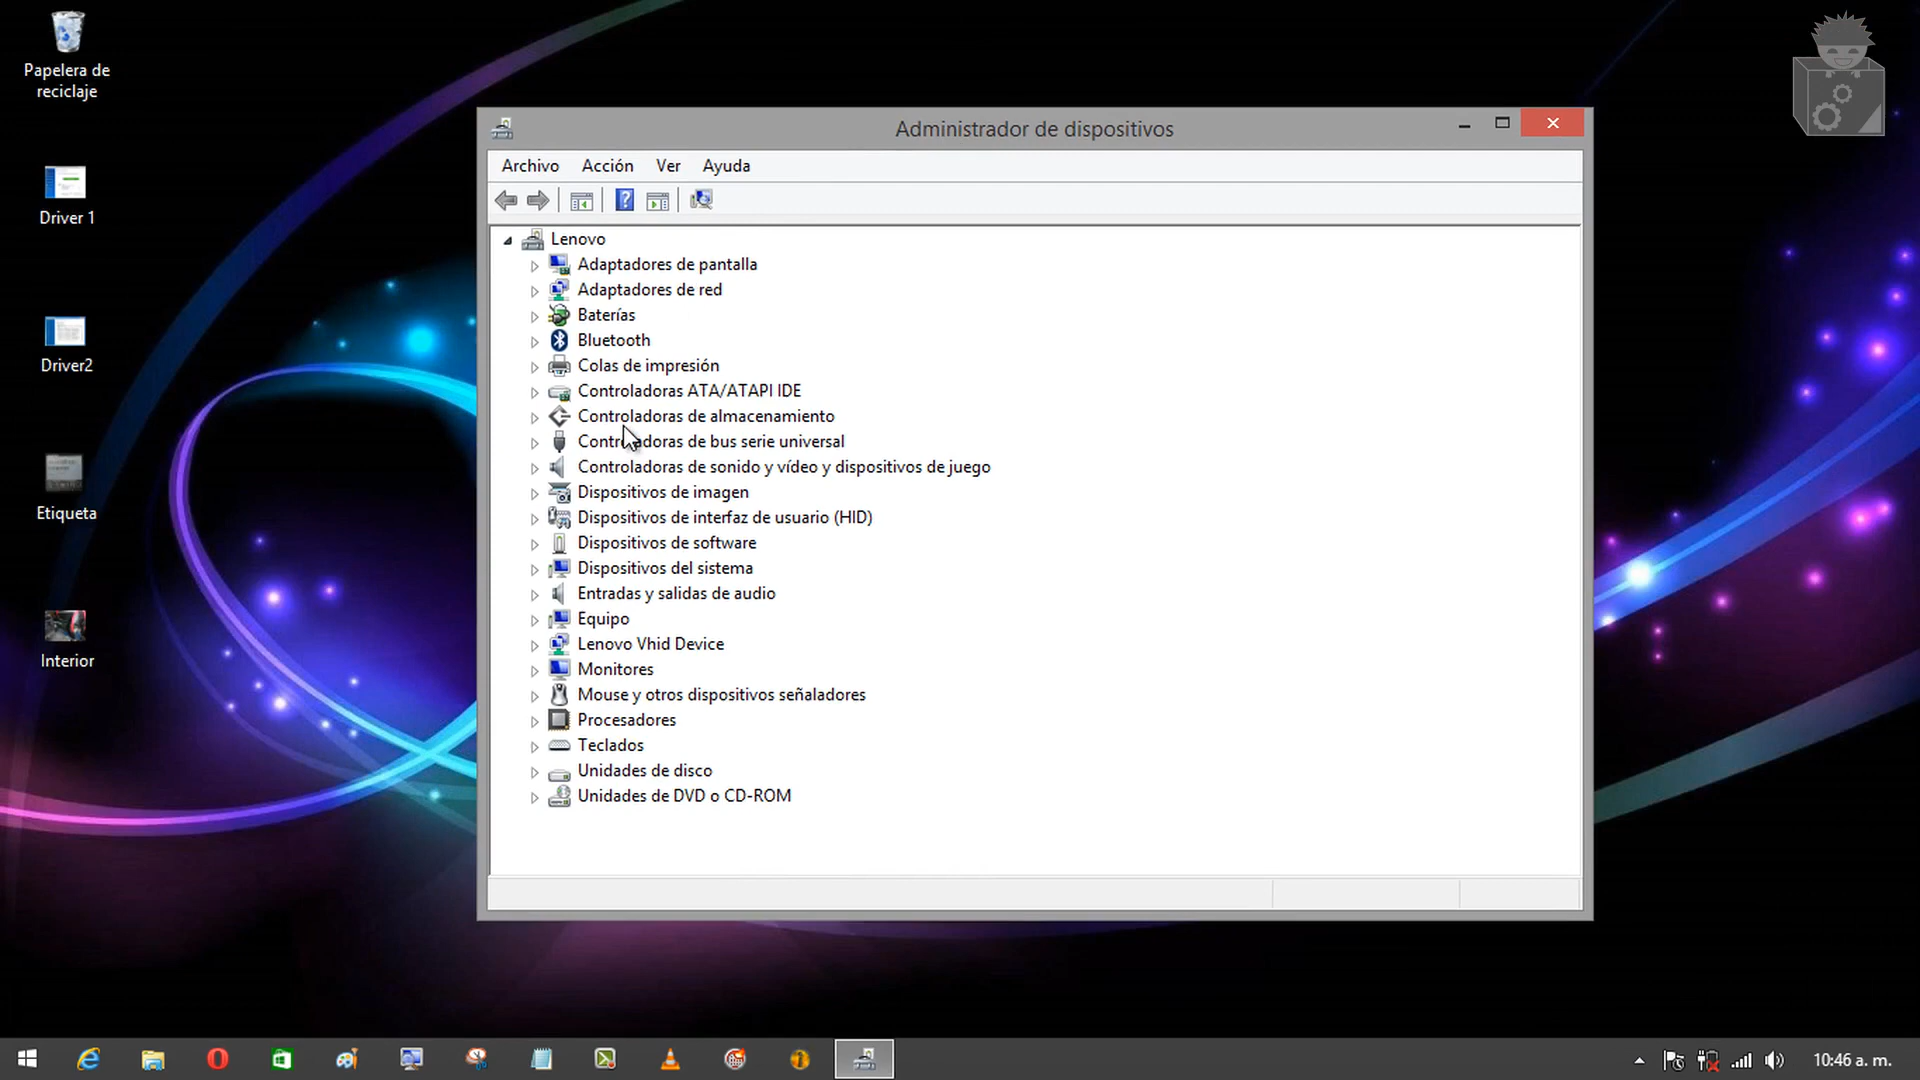 Papelera de
reciclaje
Driver 1
Driver2
Etiqueta
Interior
Administrador de dispositivos
Archivo Acción Ver Ayuda
Lenovo
Adaptadores de pantalla
Adaptadores de red
Baterías
Bluetooth
Colas de impresión
Controladoras ATA/ATAPI IDE
Controladoras de almacenamiento
Controladoras de bus serie universal
Controladoras de sonido y vídeo y dispositivos de juego
Dispositivos de imagen
Dispositivos de interfaz de usuario (HID)
Dispositivos de software
Dispositivos del sistema
Entradas y salidas de audio
Equipo
Lenovo Vhid Device
Monitores
Mouse y otros dispositivos señaladores
Procesadores
Teclados
Unidades de disco
Unidades de DVD o CD-ROM
10:46 a. m.